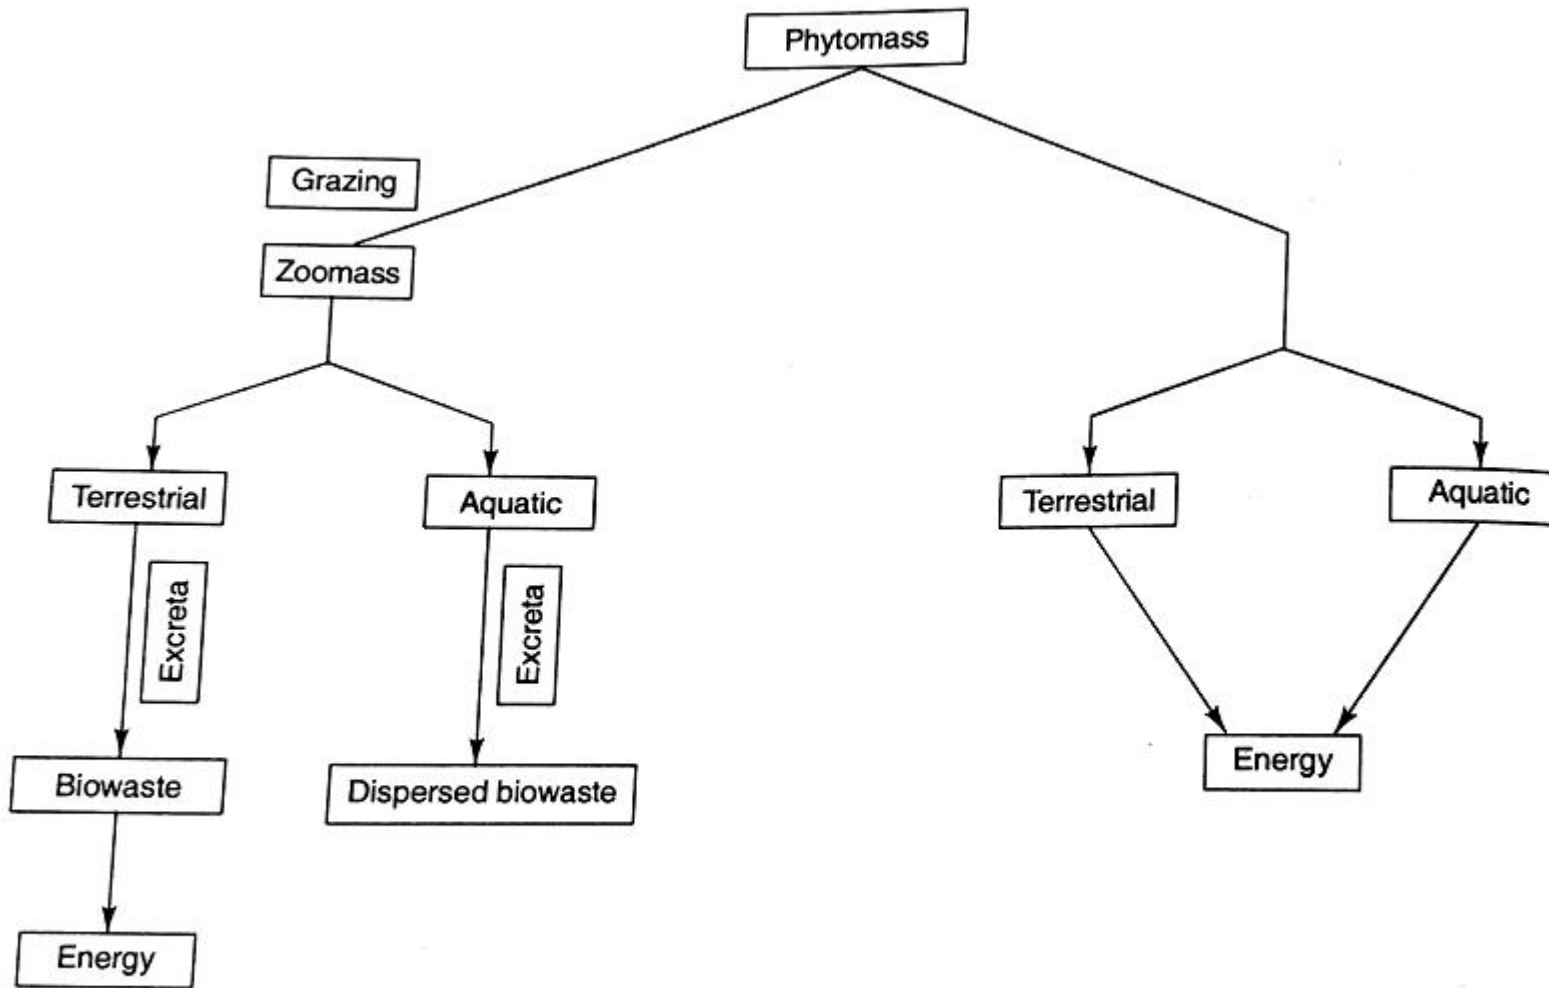 Phytomass
Grazing
Zoomass
Terrestrial
Aquatic
Terrestrial
Aquatic
Excreta
Excreta
Biowaste
Dispersed biowaste
Energy
Energy